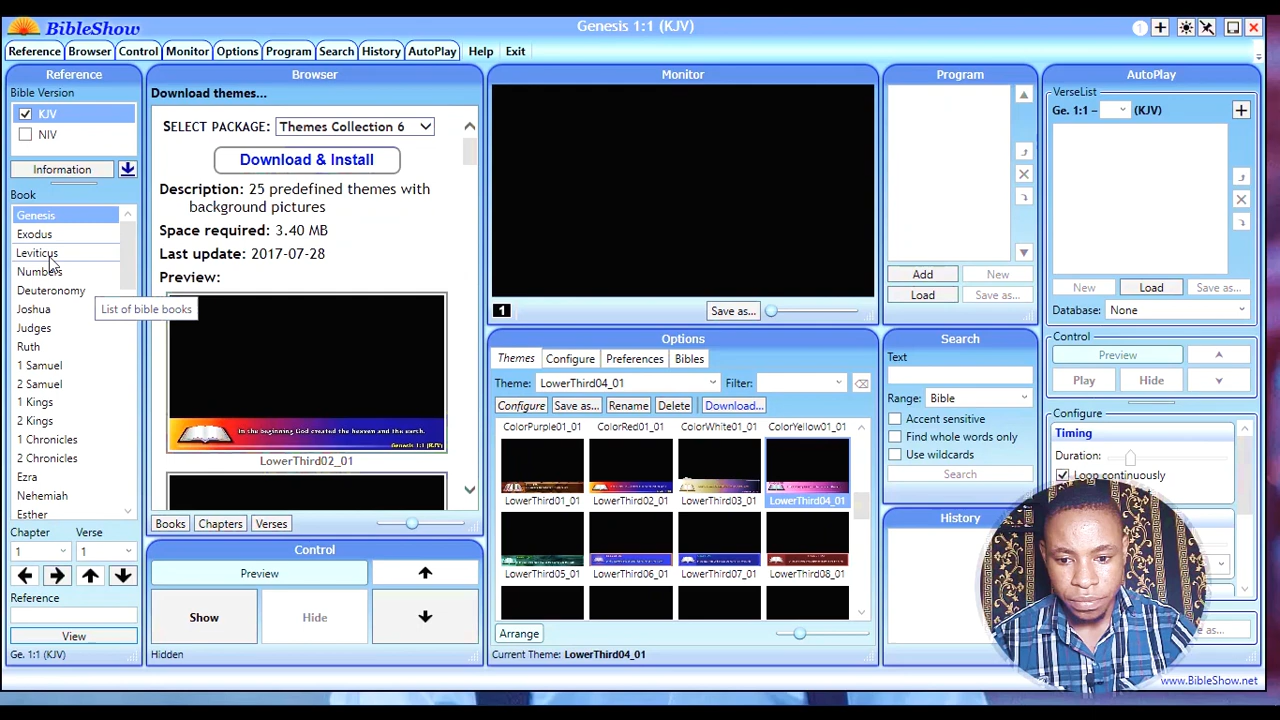 BibleShow
Genesis 1:1 (KJV)
1
Reference
Browser
Control
Monitor
Options
Program
Search
History
AutoPlay
Help
Exit
Reference
Bible Version
KJV
NIV
Information
Book
Genesis
Exodus
Leviticus
Numbers
Deuteronomy
List of bible books
Joshua
Judges
Ruth
1 Samuel
2 Samuel
1 Kings
2 Kings
1 Chronicles
2 Chronicles
Ezra
Nehemiah
Esther
Chapter
Verse
1
1
Reference
View
Ge. 1:1 (KJV)
Browser
Download themes...
SELECT PACKAGE: Themes Collection 6
Download & Install
Description: 25 predefined themes with
background pictures
Space required: 3.40 MB
Last update: 2017-07-28
Preview:
In the beginning God created the heaven and the earth.
Genesis 1:1 (KJV)
LowerThird02_01
Books
Chapters
Verses
Control
Preview
Show
Hide
Hidden
Monitor
1
Save as...
Options
Themes
Configure
Preferences
Bibles
Theme: LowerThird04_01
Filter:
Configure
Save as...
Rename
Delete
Download...
ColorPurple01_01
ColorRed01_01
ColorWhite01_01
ColorYellow01_01
LowerThird01_01
LowerThird02_01
LowerThird03_01
LowerThird04_01
LowerThird05_01
LowerThird06_01
LowerThird07_01
LowerThird08_01
Arrange
Current Theme: LowerThird04_01
Program
Add
New
Load
Save as...
Search
Text
Range: Bible
Accent sensitive
Find whole words only
Use wildcards
Search
History
AutoPlay
VerseList
Ge. 1:1 – (KJV)
New
Load
Save as...
Database: None
Control
Preview
Play
Hide
Configure
Timing
Duration:
Loop continuously
as...
www.BibleShow.net